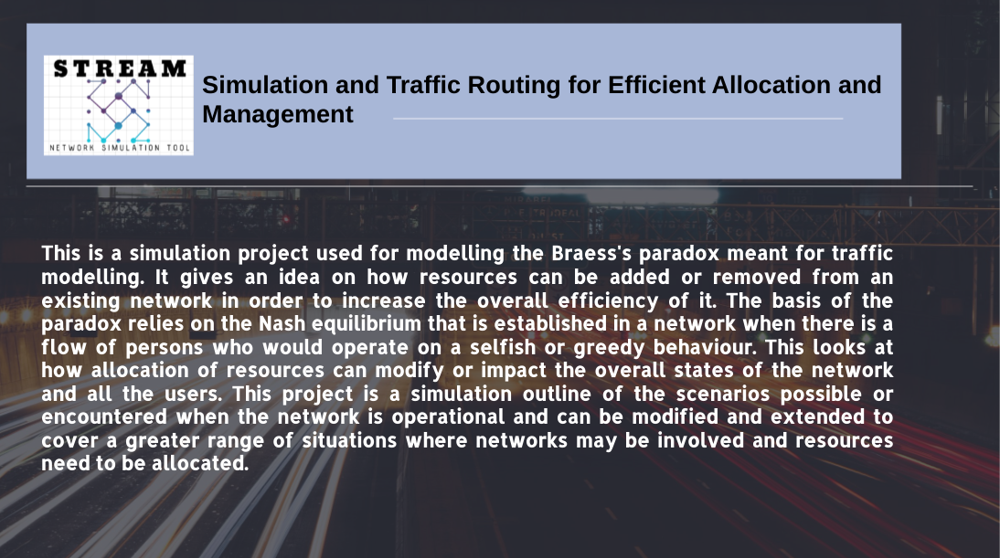 STREAM
NETWORK SIMULATION TOOL
Simulation and Traffic Routing for Efficient Allocation and
Management
This is a simulation project used for modelling the Braess's paradox meant for traffic
modelling. It gives an idea on how resources can be added or removed from an
existing network in order to increase the overall efficiency of it. The basis of the
paradox relies on the Nash equilibrium that is established in a network when there is a
flow of persons who would operate on a selfish or greedy behaviour. This looks at
how allocation of resources can modify or impact the overall states of the network
and all the users. This project is a simulation outline of the scenarios possible or
encountered when the network is operational and can be modified and extended to
cover a greater range of situations where networks may be involved and resources
need to be allocated.